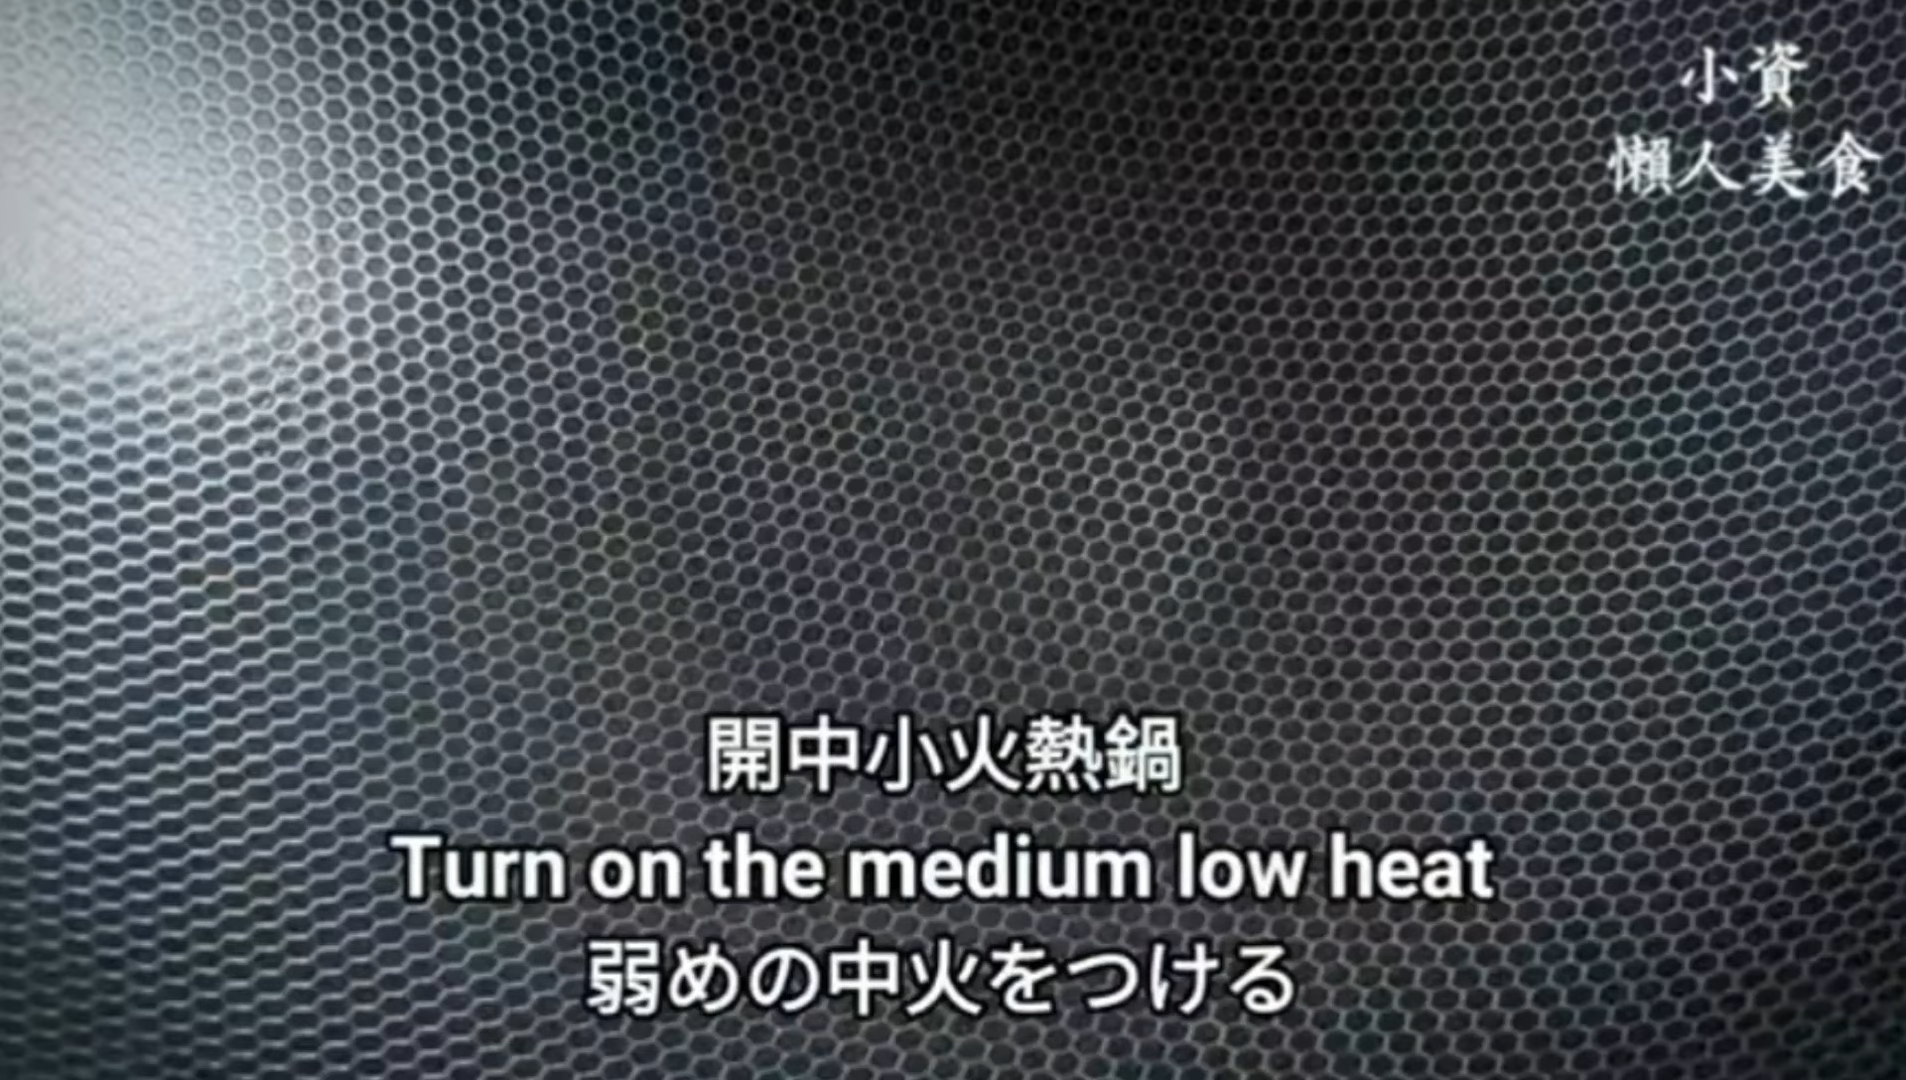 小資
懶人美食
開中小火熱鍋
Turn on the medium low heat
弱めの中火をつける